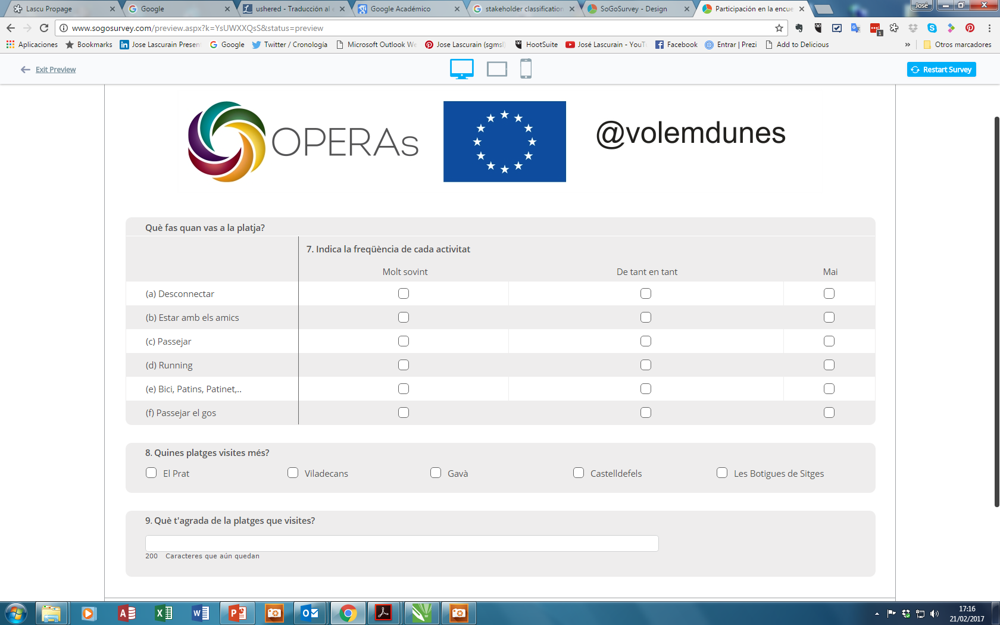 Lascu Propage
Google
ushered - Traducción al e
Google Académico
stakeholder classification
SoGoSurvey - Design
Participación en la encue
José
www.sogosurvey.com/preview.aspx?k=YsUWXXQsS&status=preview
1
Aplicaciones
Bookmarks
Jose Lascurain Presen
Google
Twitter / Cronología
Microsoft Outlook We
Jose Lascurain (sgmsl)
HootSuite
José Lascurain - YouTu
Facebook
Entrar | Prezi
Add to Delicious
»
Otros marcadores
Exit Preview
Restart Survey
OPERAs
@volemdunes
Què fas quan vas a la platja?
7. Indica la freqüència de cada activitat
Molt sovint
De tant en tant
Mai
(a) Desconnectar
(b) Estar amb els amics
(c) Passejar
(d) Running
(e) Bici, Patins, Patinet,..
(f) Passejar el gos
8. Quines platges visites més?
El Prat
Viladecans
Gavà
Castelldefels
Les Botigues de Sitges
9. Què t'agrada de la platges que visites?
200 Caracteres que aún quedan
17:16
21/02/2017